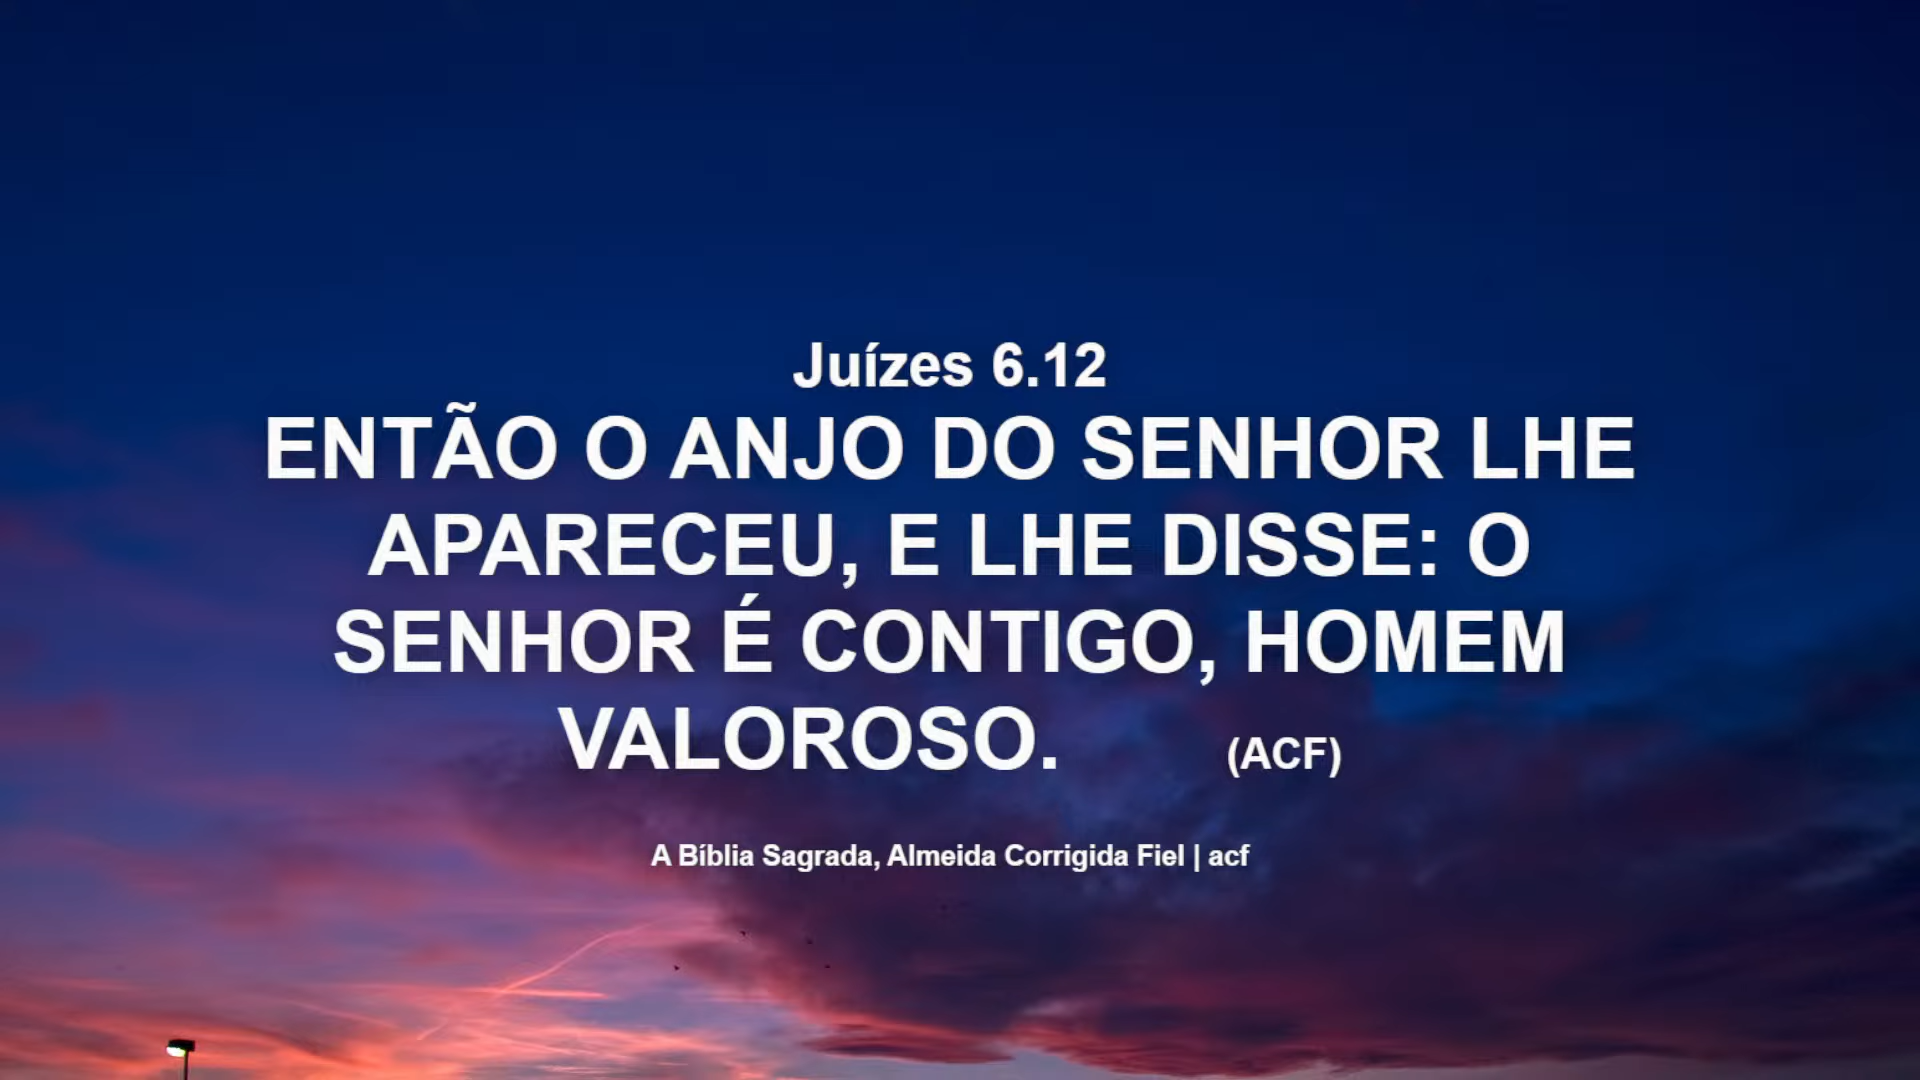 Juízes 6.12
ENTÃO O ANJO DO SENHOR LHE
APARECEU, E LHE DISSE: O
SENHOR É CONTIGO, HOMEM
VALOROSO. (ACF)
A Bíblia Sagrada, Almeida Corrigida Fiel | acf